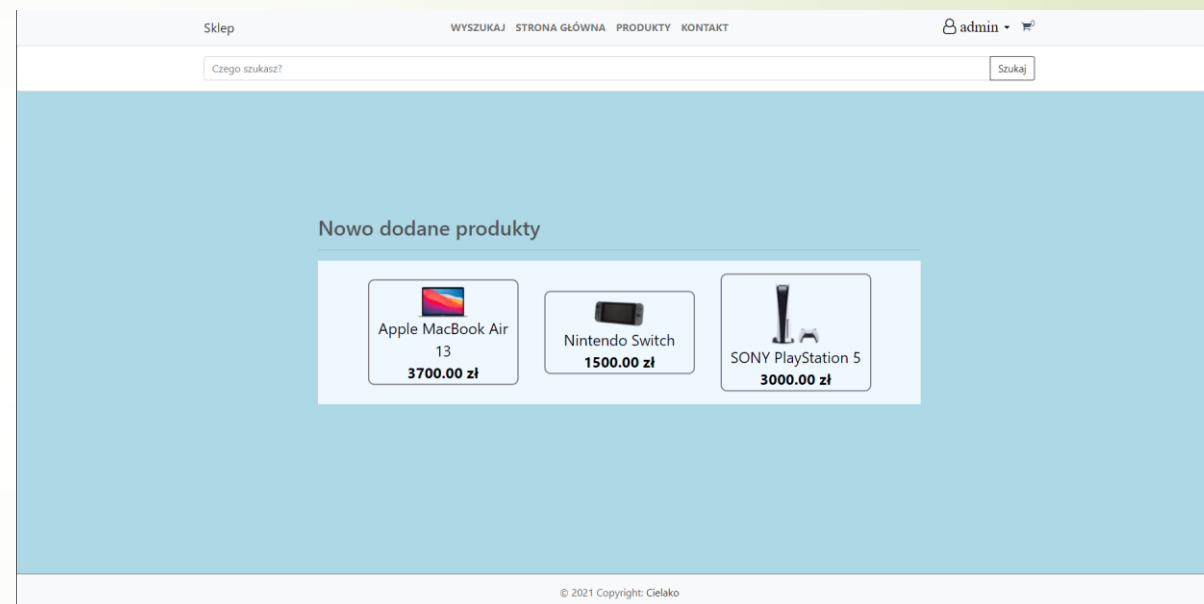 Sklep WYSZUKAJ STRONA GŁÓWNA PRODUKTY KONTAKT admin 0
Czego szukasz? Szukaj
Nowo dodane produkty
Apple MacBook Air
13
3700.00 zł
Nintendo Switch
1500.00 zł
SONY PlayStation 5
3000.00 zł
© 2021 Copyright: Cielako